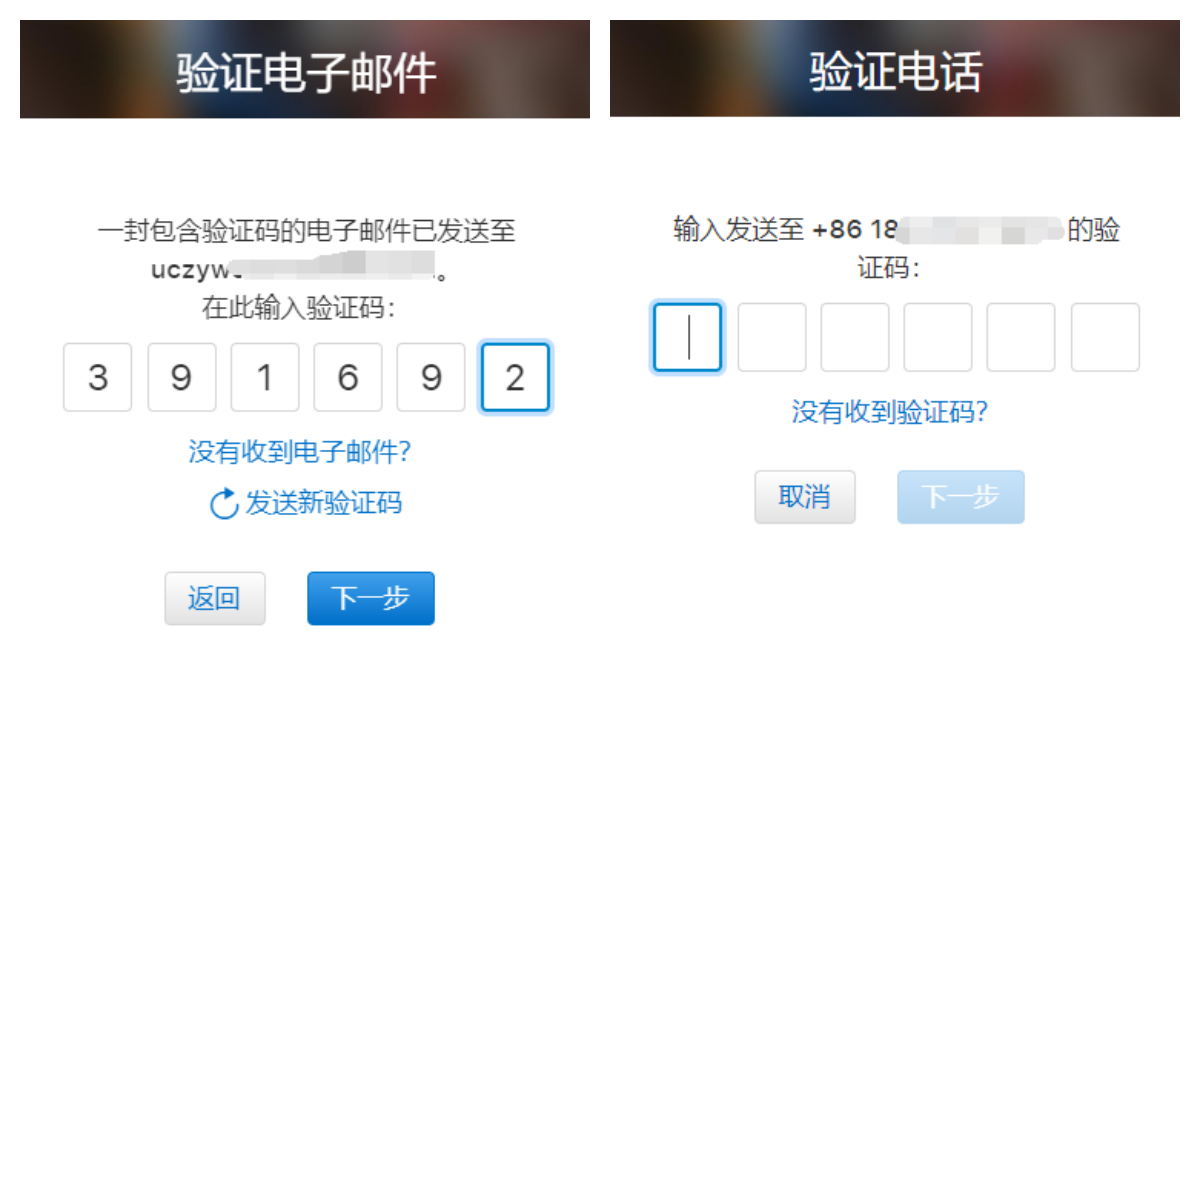 验证电子邮件
一封包含验证码的电子邮件已发送至
uczyw
。
在此输入验证码：
3 9 1 6 9 2
没有收到电子邮件？
发送新验证码
返回 下一步
验证电话
输入发送至 +86 18 的验
证码：
没有收到验证码？
取消 下一步